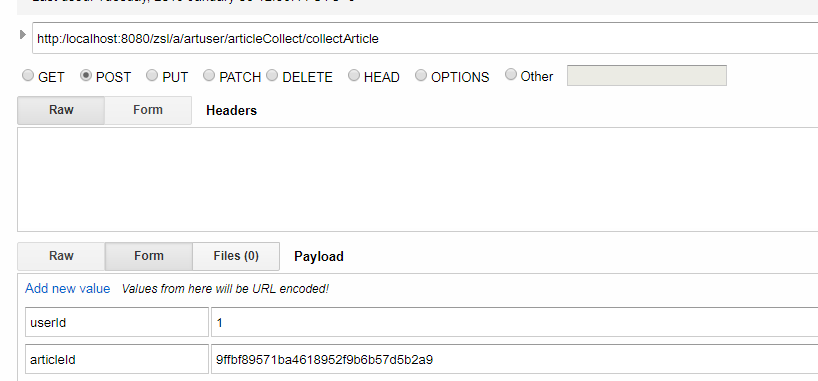 http:/localhost:8080/zsl/a/artuser/articleCollect/collectArticle
GET POST PUT PATCH DELETE HEAD OPTIONS Other
Raw Form Headers
Raw Form Files (0) Payload
Add new value Values from here will be URL encoded!
userId 1
articleId 9ffbf89571ba4618952f9b6b57d5b2a9